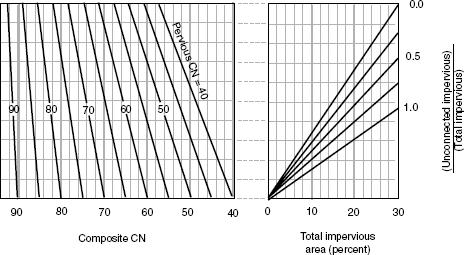 0.0
0.5
1.0
(Unconnected impervious)
(Total impervious)
Pervious CN = 40
90 80 70 60 50
90 80 70 60 50 40
0 10 20 30
Composite CN
Total impervious
area (percent)